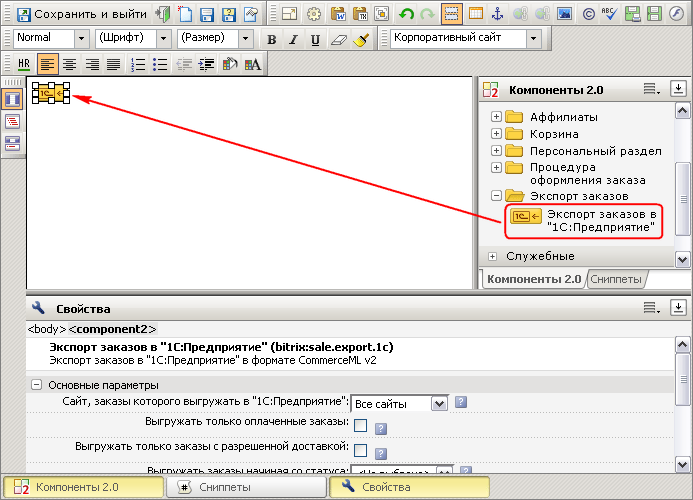 Сохранить и выйти
Normal
(Шрифт)
(Размер)
B I U
Корпоративный сайт
HR
1С
Компоненты 2.0
Аффилиаты
Корзина
Персональный раздел
Процедура
оформления заказа
Экспорт заказов
1С Экспорт заказов в
"1С:Предприятие"
Служебные
Компоненты 2.0 Сниппеты
Свойства
<body> <component2>
Экспорт заказов в "1С:Предприятие" (bitrix:sale.export.1c)
Экспорт заказов в "1С:Предприятие" в формате CommerceML v2
Основные параметры
Сайт, заказы которого выгружать в "1С:Предприятие": Все сайты
Выгружать только оплаченные заказы:
Выгружать только заказы с разрешенной доставкой:
Выгружать заказы начиная со статуса: <Не выбрано>
Компоненты 2.0 Сниппеты Свойства